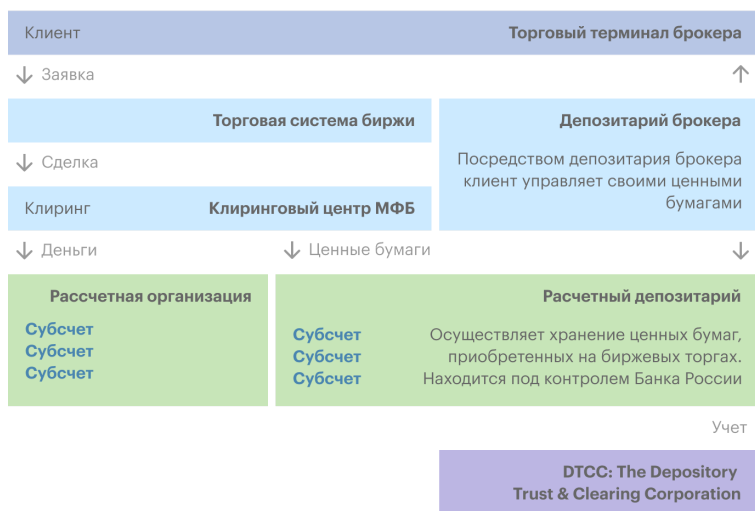 Клиент
Торговый терминал брокера
Заявка
Торговая система биржи
Депозитарий брокера
Посредством депозитария брокера
клиент управляет своими ценными
бумагами
Сделка
Клиринг
Клиринговый центр МФБ
Деньги
Ценные бумаги
Рассчетная организация
Субсчет
Субсчет
Субсчет
Расчетный депозитарий
Субсчет
Субсчет
Субсчет
Осуществляет хранение ценных бумаг,
приобретенных на биржевых торгах.
Находится под контролем Банка России
Учет
DTCC: The Depository
Trust & Clearing Corporation